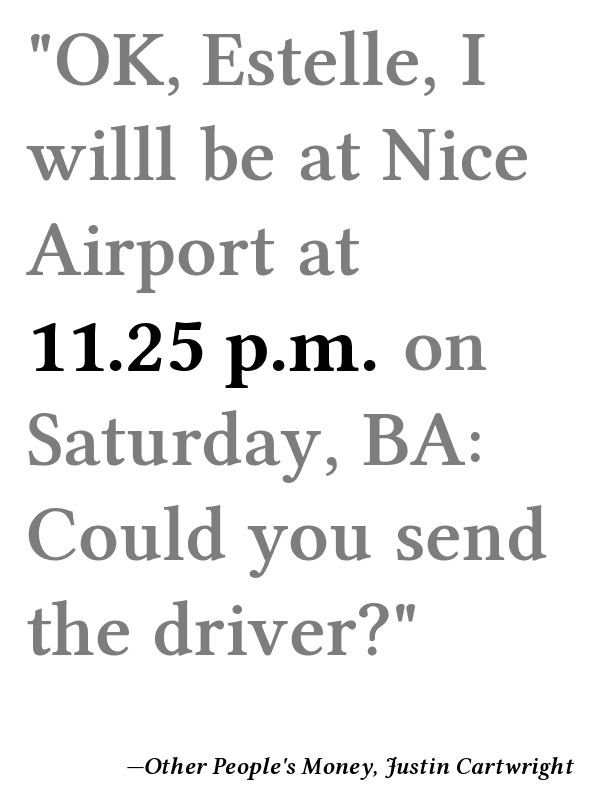 "OK, Estelle, I
willl be at Nice
Airport at
11.25 p.m. on
Saturday, BA:
Could you send
the driver?"
—Other People's Money, Justin Cartwright